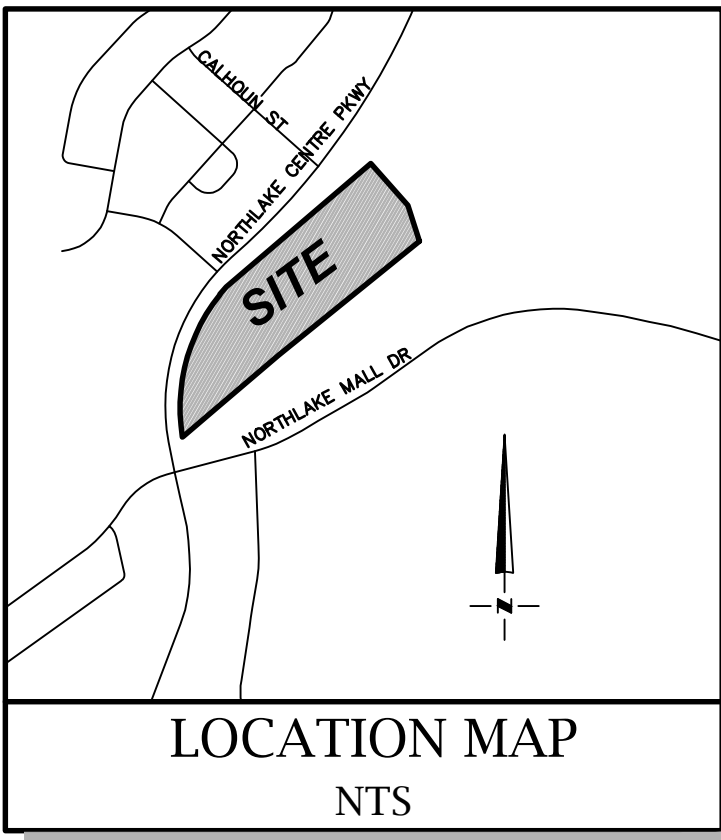 CALHOUN ST
NORTHLAKE CENTRE PKWY
SITE
NORTHLAKE MALL DR
N
LOCATION MAP
NTS